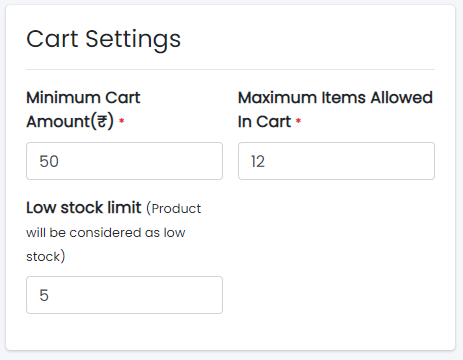 Cart Settings
Minimum Cart Amount(₹) *
50
Maximum Items Allowed In Cart *
12
Low stock limit (Product will be considered as low stock)
5